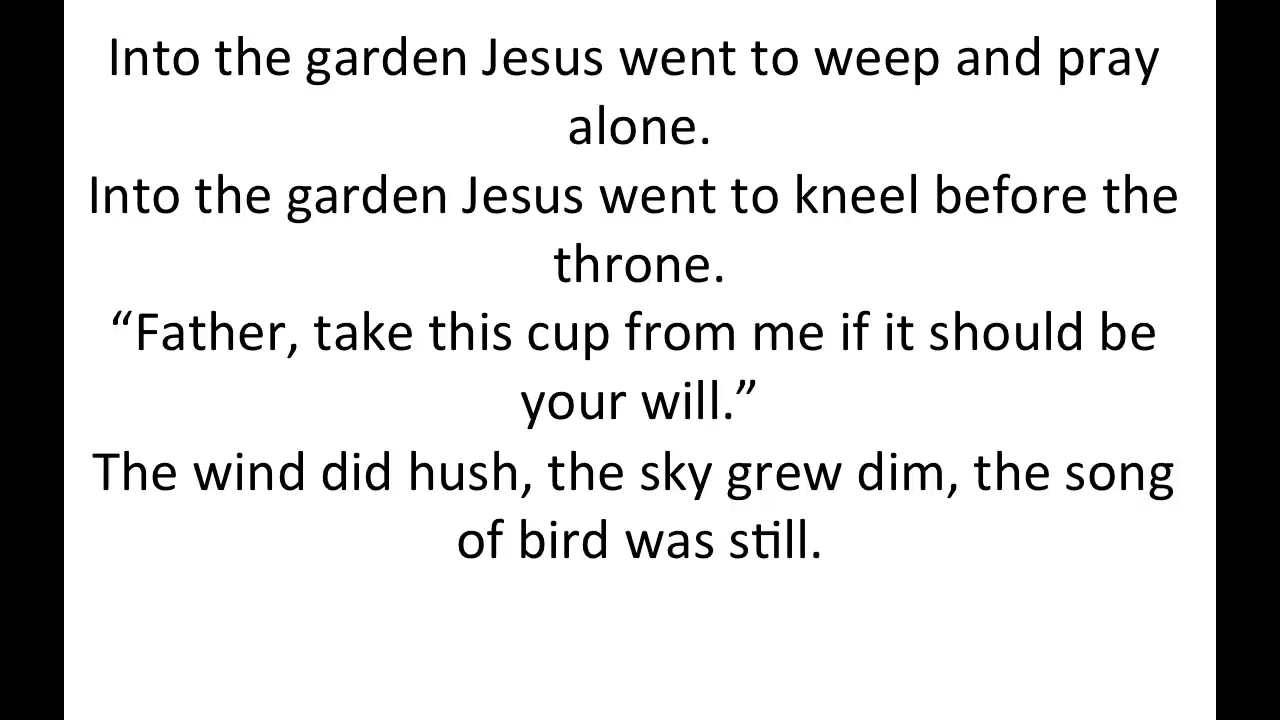 Into the garden Jesus went to weep and pray
alone.
Into the garden Jesus went to kneel before the
throne.
“Father, take this cup from me if it should be
your will.”
The wind did hush, the sky grew dim, the song
of bird was still.